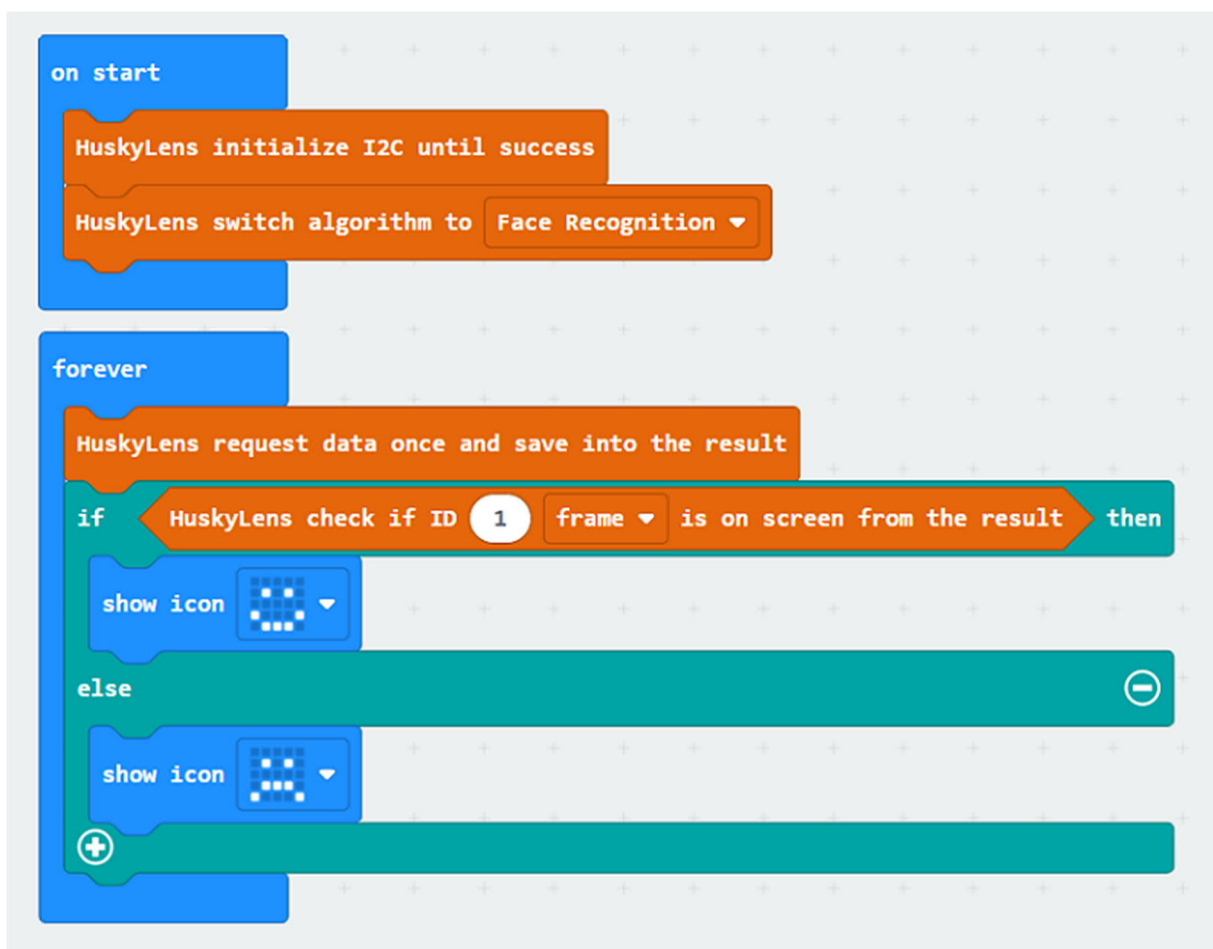 on start
HuskyLens initialize I2C until success
HuskyLens switch algorithm to Face Recognition
forever
HuskyLens request data once and save into the result
if HuskyLens check if ID 1 frame is on screen from the result then
show icon
else
show icon